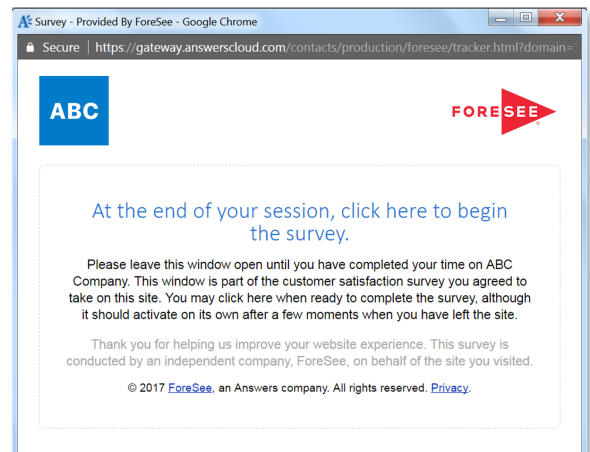 Survey - Provided By ForeSee - Google Chrome
Secure | https://gateway.answerscloud.com/contacts/production/foresee/tracker.html?domain=
ABC
FORESEE
At the end of your session, click here to begin
the survey.
Please leave this window open until you have completed your time on ABC
Company. This window is part of the customer satisfaction survey you agreed to
take on this site. You may click here when ready to complete the survey, although
it should activate on its own after a few moments when you have left the site.
Thank you for helping us improve your website experience. This survey is
conducted by an independent company, ForeSee, on behalf of the site you visited.
© 2017 ForeSee, an Answers company. All rights reserved. Privacy.